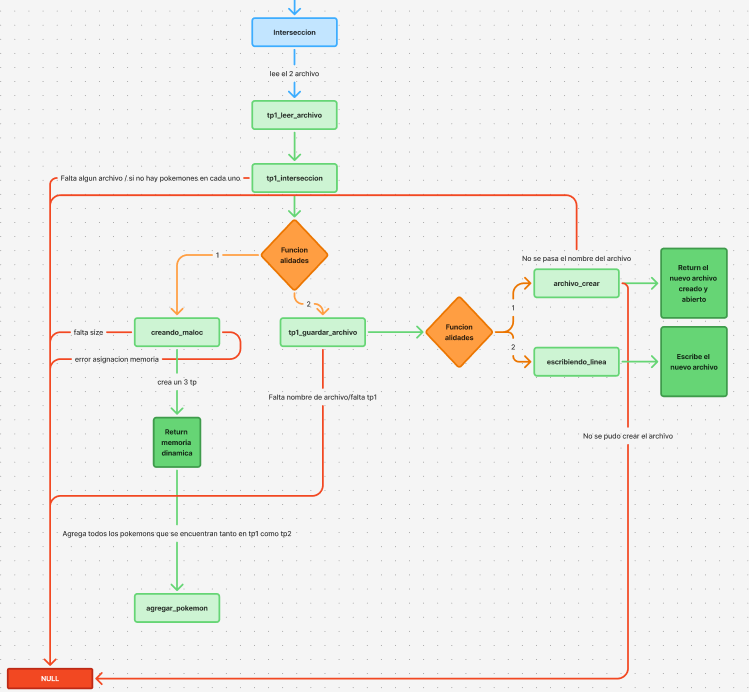 Interseccion
lee el 2 archivo
tp1_leer_archivo
Falta algun archivo / si no hay pokemones en cada uno
tp1_interseccion
Funcion
alidades
1
2
No se pasa el nombre del archivo
archivo_crear
Return el
nuevo archivo
creado y
abierto
creando_maloc
tp1_guardar_archivo
Funcion
alidades
1
2
falta size
error asignacion memoria
escribiendo_linea
Escribe el
nuevo archivo
crea un 3 tp
Falta nombre de archivo/falta tp1
Return
memoria
dinamica
No se pudo crear el archivo
Agrega todos los pokemons que se encuentran tanto en tp1 como tp2
agregar_pokemon
NULL